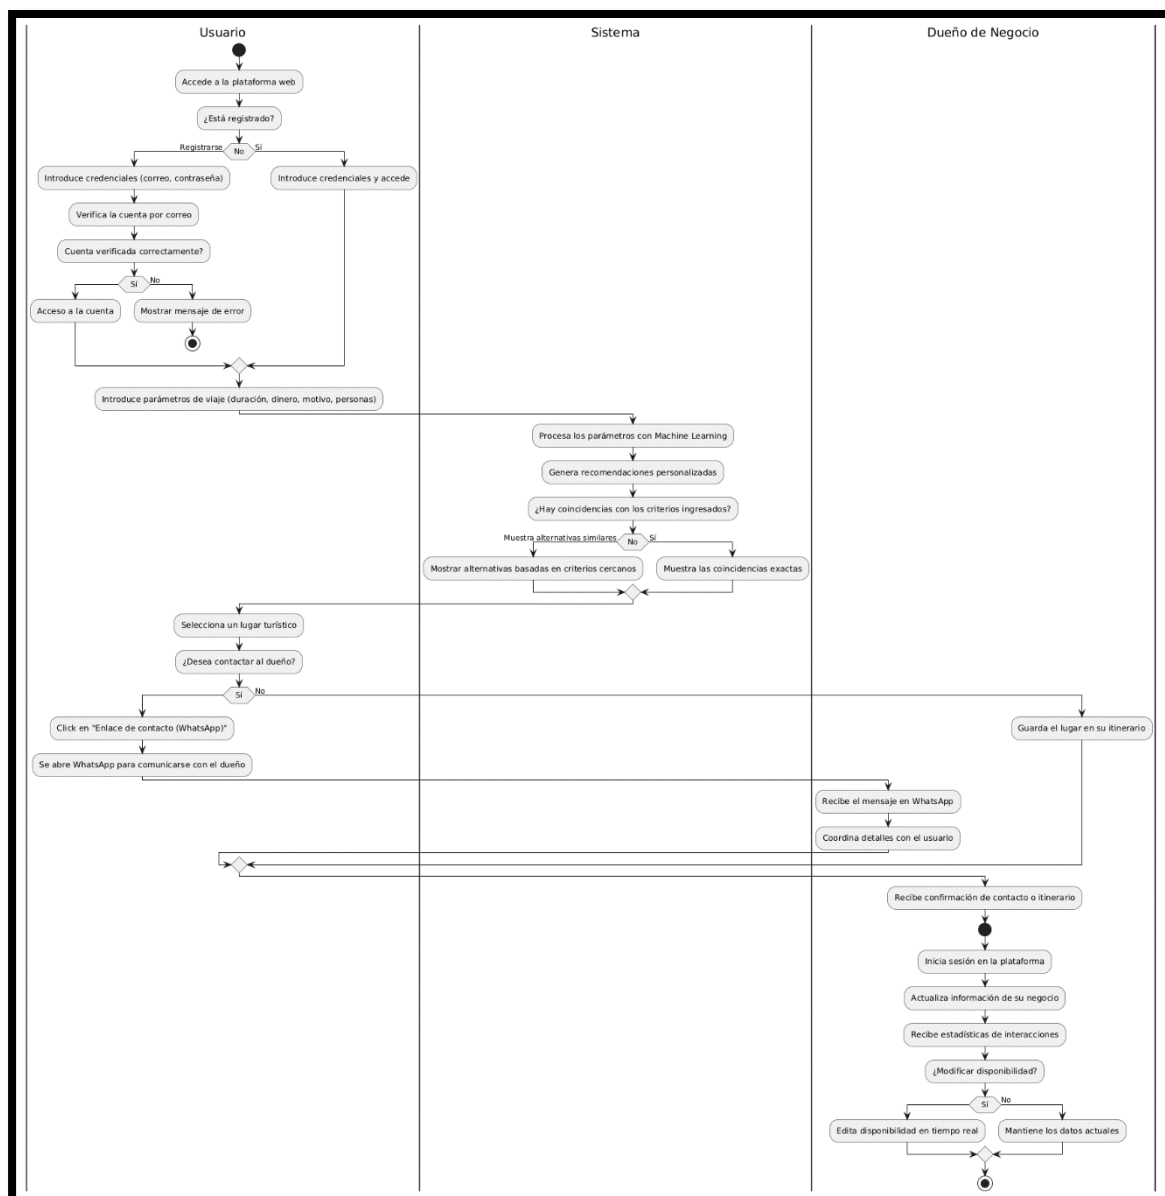 Usuario
Sistema
Dueño de Negocio
Accede a la plataforma web
¿Está registrado?
Registrarse
No
Sí
Introduce credenciales (correo, contraseña)
Introduce credenciales y accede
Verifica la cuenta por correo
Cuenta verificada correctamente?
Sí
No
Acceso a la cuenta
Mostrar mensaje de error
Introduce parámetros de viaje (duración, dinero, motivo, personas)
Procesa los parámetros con Machine Learning
Genera recomendaciones personalizadas
¿Hay coincidencias con los criterios ingresados?
Muestra alternativas similares
No
Sí
Mostrar alternativas basadas en criterios cercanos
Muestra las coincidencias exactas
Selecciona un lugar turístico
¿Desea contactar al dueño?
Sí
No
Click en "Enlace de contacto (WhatsApp)"
Guarda el lugar en su itinerario
Se abre WhatsApp para comunicarse con el dueño
Recibe el mensaje en WhatsApp
Coordina detalles con el usuario
Recibe confirmación de contacto o itinerario
Inicia sesión en la plataforma
Actualiza información de su negocio
Recibe estadísticas de interacciones
¿Modificar disponibilidad?
Sí
No
Edita disponibilidad en tiempo real
Mantiene los datos actuales